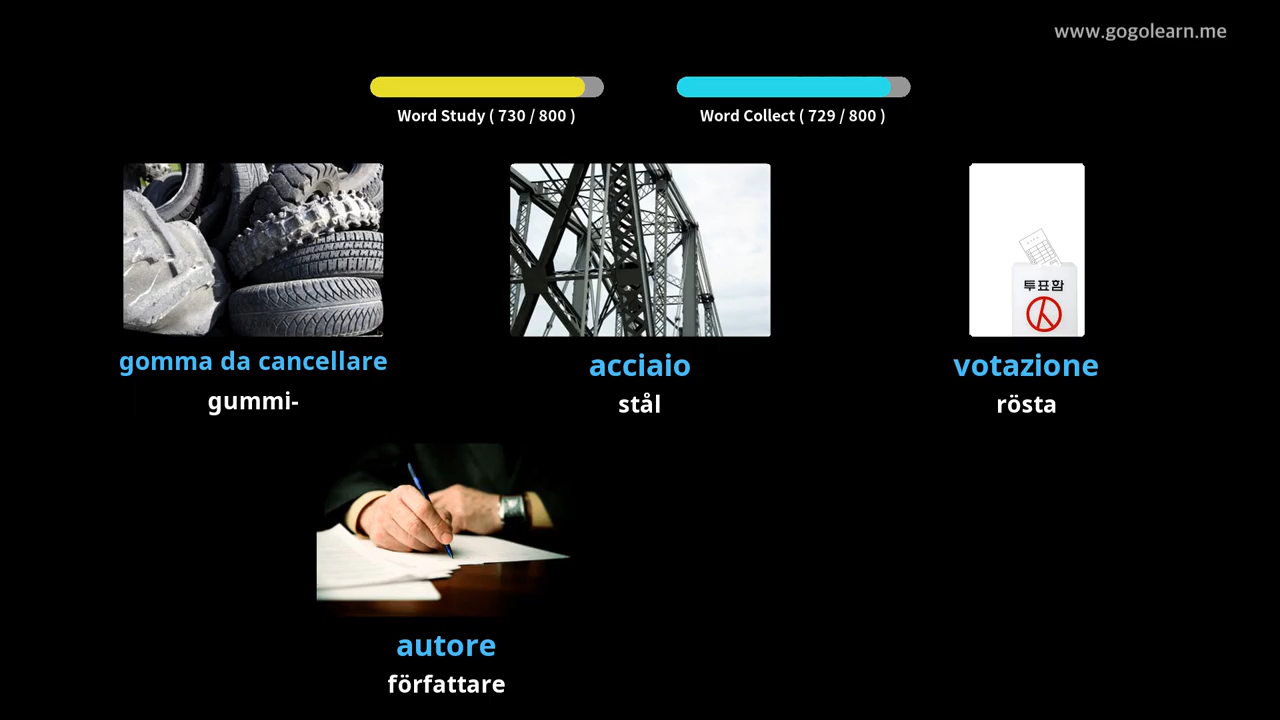 www.gogolearn.me
Word Study ( 730 / 800 )
Word Collect ( 729 / 800 )
투표함
gomma da cancellare
acciaio
votazione
gummi-
stål
rösta
autore
författare